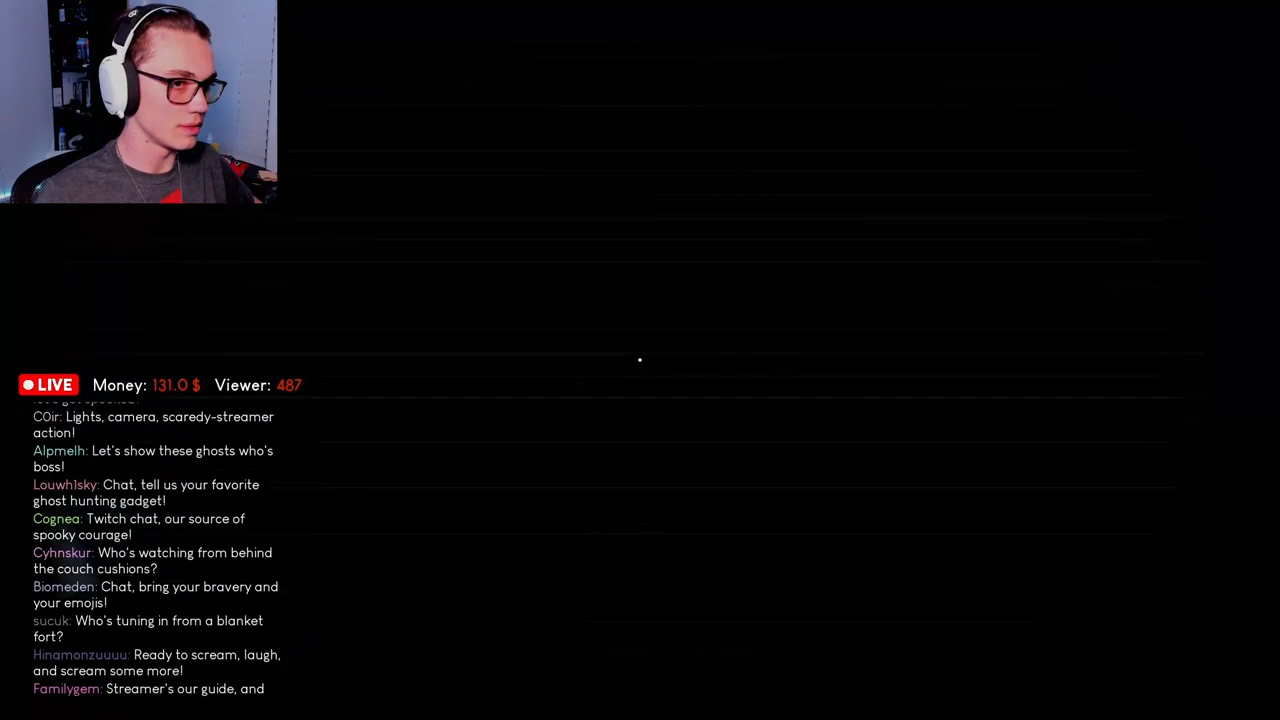 LIVE Money: 131.0 $ Viewer: 487
C0ir: Lights, camera, scaredy-streamer
action!
Alpmelh: Let's show these ghosts who's
boss!
Louwh1sky: Chat, tell us your favorite
ghost hunting gadget!
Cognea: Twitch chat, our source of
spooky courage!
Cyhnskur: Who's watching from behind
the couch cushions?
Biomeden: Chat, bring your bravery and
your emojis!
sucuk: Who's tuning in from a blanket
fort?
Hinamonzuuuu: Ready to scream, laugh,
and scream some more!
Familygem: Streamer's our guide, and